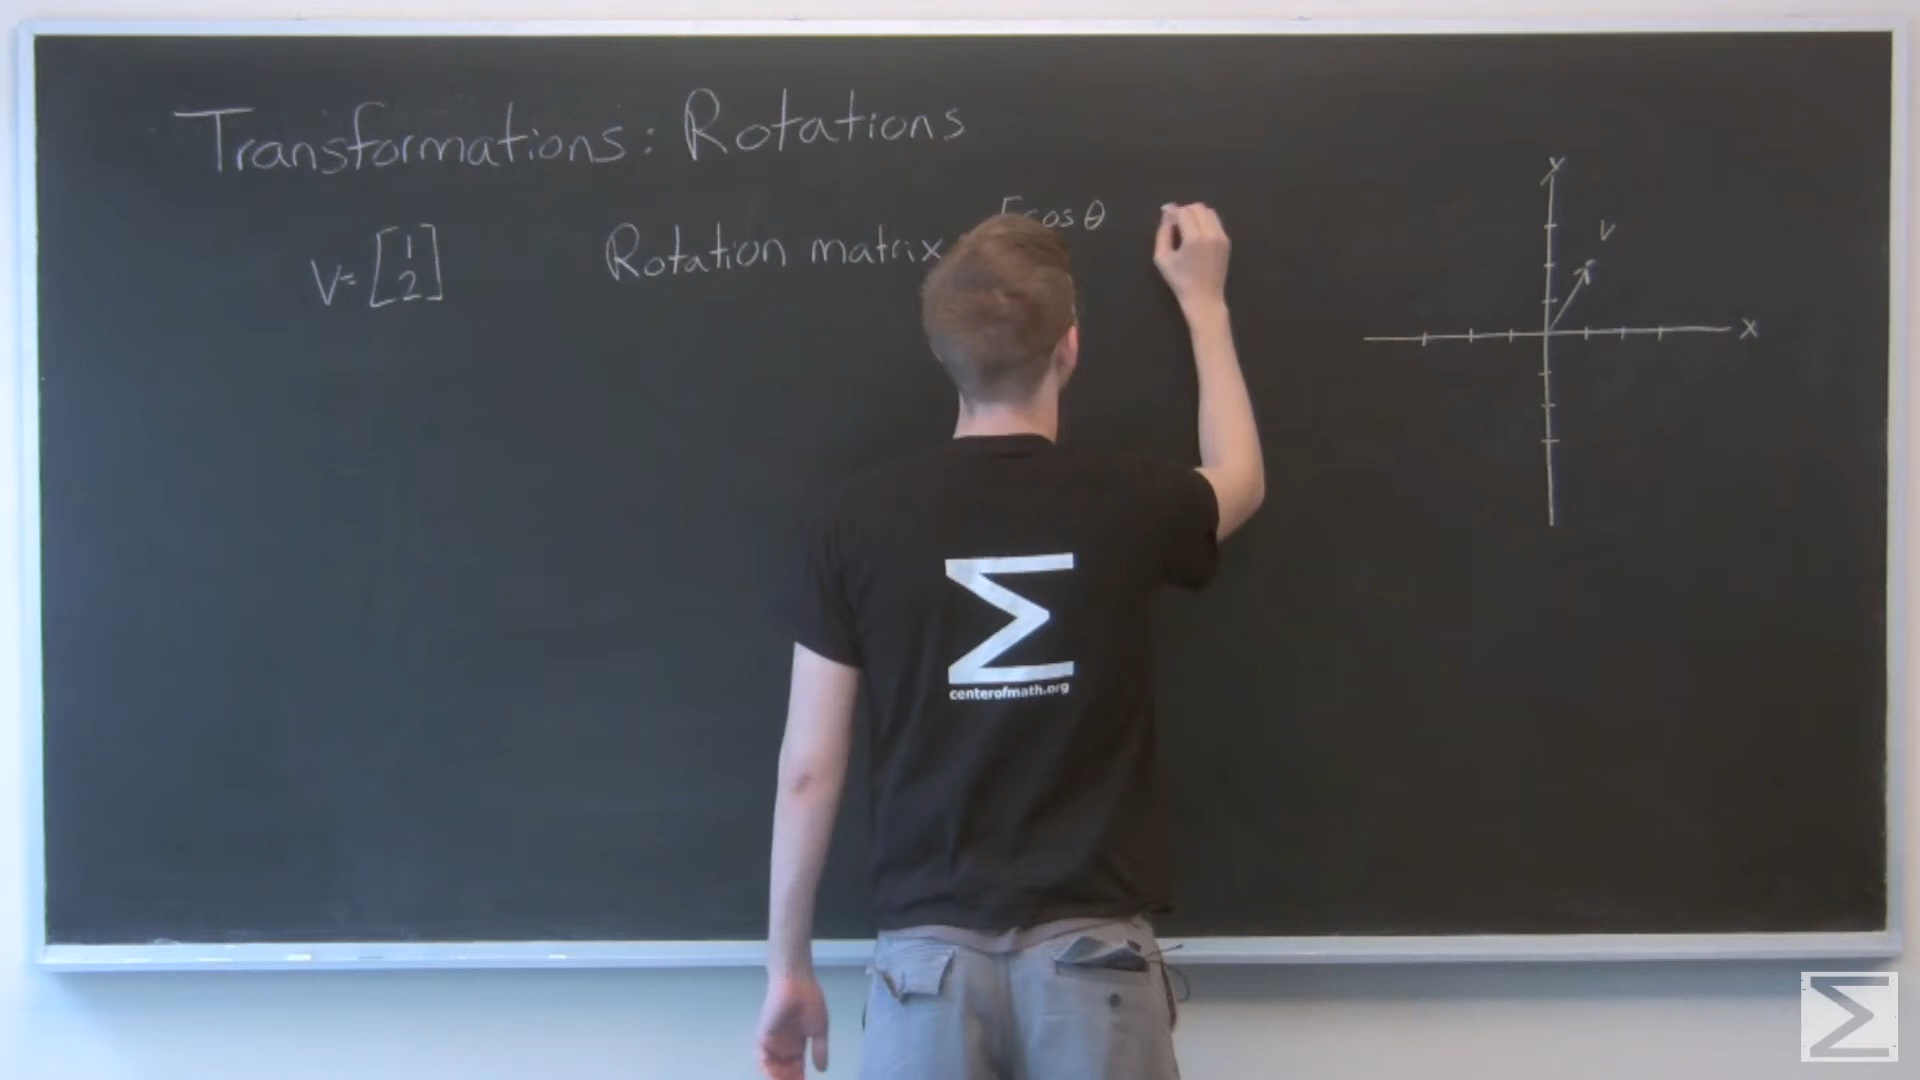 Transformations: Rotations
V= [1
2]
Rotation matrix
[cos θ
y
V
x
Σ
centerofmath.org
Σ